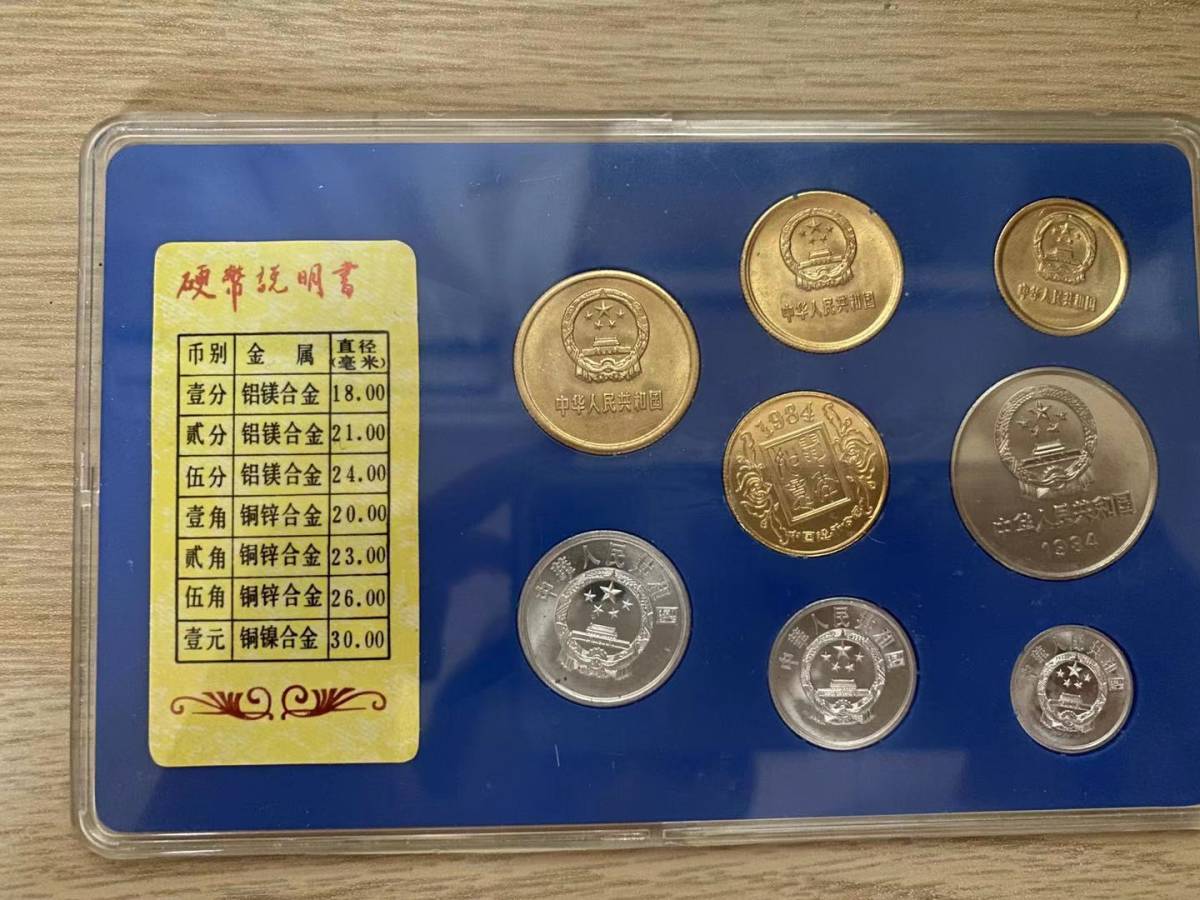 硬幣説明書
币别 金属 直径(毫米)
壹分 铝镁合金 18.00
贰分 铝镁合金 21.00
伍分 铝镁合金 24.00
壹角 铜锌合金 20.00
贰角 铜锌合金 23.00
伍角 铜锌合金 26.00
壹元 铜镍合金 30.00
中华人民共和国
中华人民共和国
中华人民共和国
1984
中华人民共和国
1984
中華人民共和國
中華人民共和國
中華人民共和國